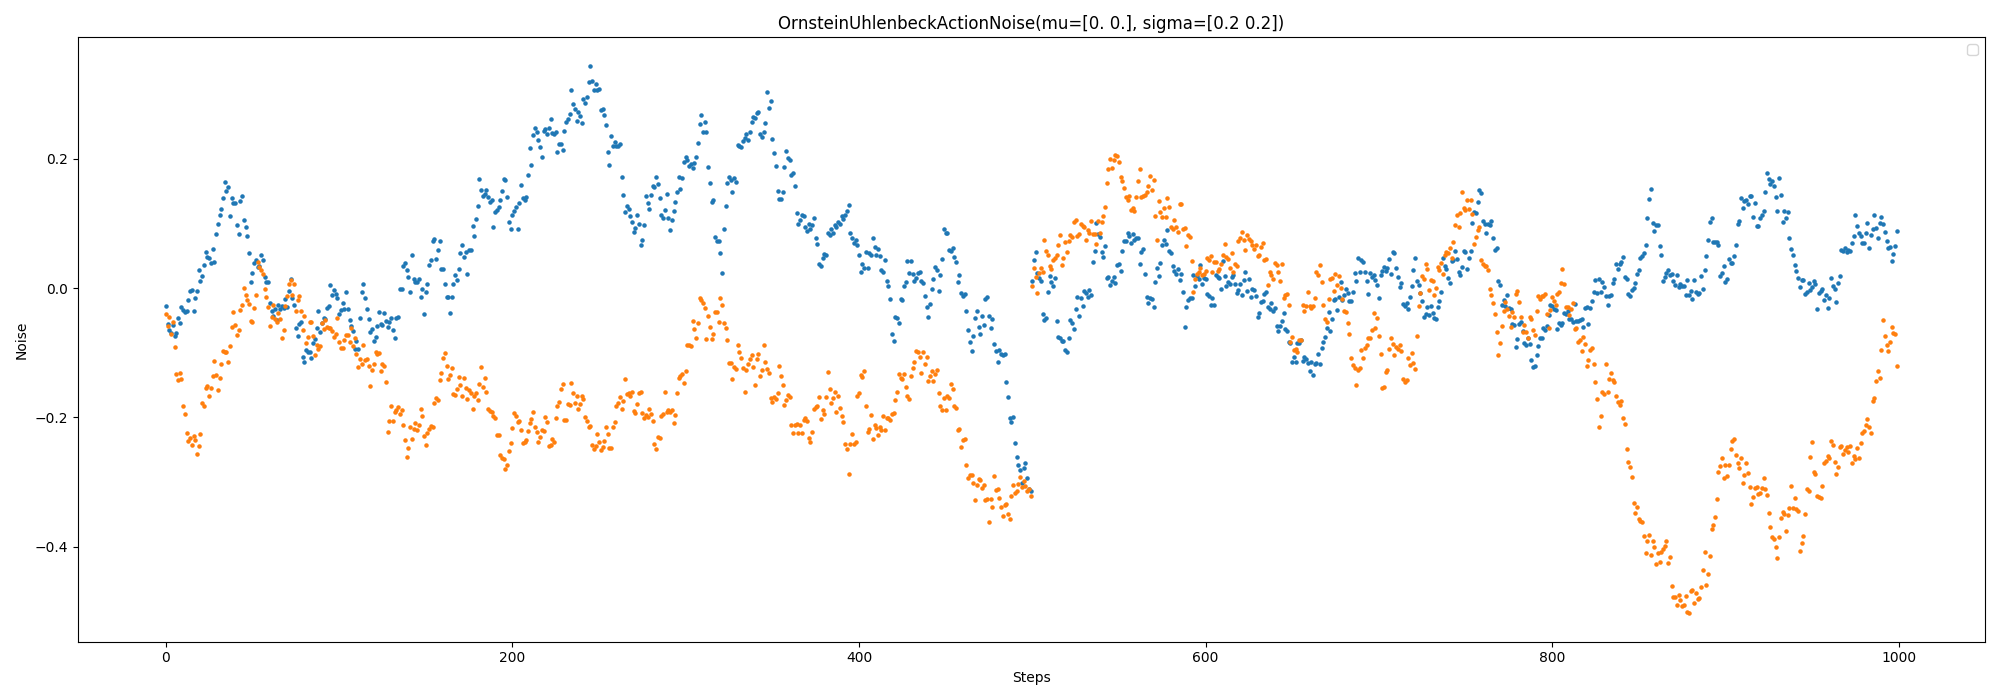 OrnsteinUhlenbeckActionNoise(mu=[0. 0.], sigma=[0.2 0.2])
Noise
0.2
0.0
−0.2
−0.4
0 200 400 600 800 1000
Steps